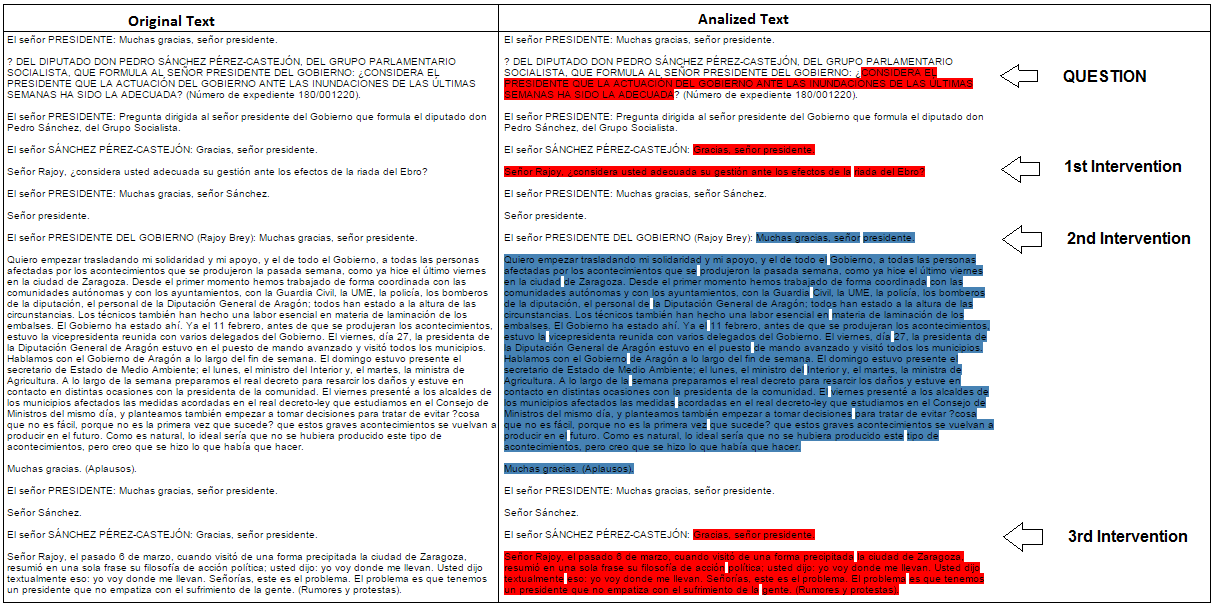 Original Text
El señor PRESIDENTE: Muchas gracias, señor presidente.
? DEL DIPUTADO DON PEDRO SÁNCHEZ PÉREZ-CASTEJÓN, DEL GRUPO PARLAMENTARIO
SOCIALISTA, QUE FORMULA AL SEÑOR PRESIDENTE DEL GOBIERNO: ¿CONSIDERA EL
PRESIDENTE QUE LA ACTUACIÓN DEL GOBIERNO ANTE LAS INUNDACIONES DE LAS ÚLTIMAS
SEMANAS HA SIDO LA ADECUADA? (Número de expediente 180/001220).
El señor PRESIDENTE: Pregunta dirigida al señor presidente del Gobierno que formula el diputado don
Pedro Sánchez, del Grupo Socialista.
El señor SÁNCHEZ PÉREZ-CASTEJÓN: Gracias, señor presidente.
Señor Rajoy, ¿considera usted adecuada su gestión ante los efectos de la riada del Ebro?
El señor PRESIDENTE: Muchas gracias, señor Sánchez.
Señor presidente.
El señor PRESIDENTE DEL GOBIERNO (Rajoy Brey): Muchas gracias, señor presidente.
Quiero empezar trasladando mi solidaridad y mi apoyo, y el de todo el Gobierno, a todas las personas
afectadas por los acontecimientos que se produjeron la pasada semana, como ya hice el último viernes
en la ciudad de Zaragoza. Desde el primer momento hemos trabajado de forma coordinada con las
comunidades autónomas y con los ayuntamientos, con la Guardia Civil, la UME, la policía, los bomberos
de la diputación, el personal de la Diputación General de Aragón; todos han estado a la altura de las
circunstancias. Los técnicos también han hecho una labor esencial en materia de laminación de los
embalses. El Gobierno ha estado ahí. Ya el 11 febrero, antes de que se produjeran los acontecimientos,
estuvo la vicepresidenta reunida con varios delegados del Gobierno. El viernes, día 27, la presidenta de
la Diputación General de Aragón estuvo en el puesto de mando avanzado y visitó todos los municipios.
Hablamos con el Gobierno de Aragón a lo largo del fin de semana. El domingo estuvo presente el
secretario de Estado de Medio Ambiente; el lunes, el ministro del Interior y, el martes, la ministra de
Agricultura. A lo largo de la semana preparamos el real decreto para resarcir los daños y estuve en
contacto en distintas ocasiones con la presidenta de la comunidad. El viernes presenté a los alcaldes de
los municipios afectados las medidas acordadas en el real decreto-ley que estudiamos en el Consejo de
Ministros del mismo día, y planteamos también empezar a tomar decisiones para tratar de evitar ?cosa
que no es fácil, porque no es la primera vez que sucede? que estos graves acontecimientos se vuelvan a
producir en el futuro. Como es natural, lo ideal sería que no se hubiera producido este tipo de
acontecimientos, pero creo que se hizo lo que había que hacer.
Muchas gracias. (Aplausos).
El señor PRESIDENTE: Muchas gracias, señor presidente.
Señor Sánchez.
El señor SÁNCHEZ PÉREZ-CASTEJÓN: Gracias, señor presidente.
Señor Rajoy, el pasado 6 de marzo, cuando visitó de una forma precipitada la ciudad de Zaragoza,
resumió en una sola frase su filosofía de acción política; usted dijo: yo voy donde me llevan. Usted dijo
textualmente eso: yo voy donde me llevan. Señorías, este es el problema. El problema es que tenemos
un presidente que no empatiza con el sufrimiento de la gente. (Rumores y protestas).
Analized Text
El señor PRESIDENTE: Muchas gracias, señor presidente.
? DEL DIPUTADO DON PEDRO SÁNCHEZ PÉREZ-CASTEJÓN, DEL GRUPO PARLAMENTARIO
SOCIALISTA, QUE FORMULA AL SEÑOR PRESIDENTE DEL GOBIERNO: ¿CONSIDERA EL
PRESIDENTE QUE LA ACTUACIÓN DEL GOBIERNO ANTE LAS INUNDACIONES DE LAS ÚLTIMAS
SEMANAS HA SIDO LA ADECUADA? (Número de expediente 180/001220).
QUESTION
El señor PRESIDENTE: Pregunta dirigida al señor presidente del Gobierno que formula el diputado don
Pedro Sánchez, del Grupo Socialista.
El señor SÁNCHEZ PÉREZ-CASTEJÓN: Gracias, señor presidente.
Señor Rajoy, ¿considera usted adecuada su gestión ante los efectos de la riada del Ebro?
1st Intervention
El señor PRESIDENTE: Muchas gracias, señor Sánchez.
Señor presidente.
El señor PRESIDENTE DEL GOBIERNO (Rajoy Brey): Muchas gracias, señor presidente.
2nd Intervention
Quiero empezar trasladando mi solidaridad y mi apoyo, y el de todo el Gobierno, a todas las personas
afectadas por los acontecimientos que se produjeron la pasada semana, como ya hice el último viernes
en la ciudad de Zaragoza. Desde el primer momento hemos trabajado de forma coordinada con las
comunidades autónomas y con los ayuntamientos, con la Guardia Civil, la UME, la policía, los bomberos
de la diputación, el personal de la Diputación General de Aragón; todos han estado a la altura de las
circunstancias. Los técnicos también han hecho una labor esencial en materia de laminación de los
embalses. El Gobierno ha estado ahí. Ya el 11 febrero, antes de que se produjeran los acontecimientos,
estuvo la vicepresidenta reunida con varios delegados del Gobierno. El viernes, día 27, la presidenta de
la Diputación General de Aragón estuvo en el puesto de mando avanzado y visitó todos los municipios.
Hablamos con el Gobierno de Aragón a lo largo del fin de semana. El domingo estuvo presente el
secretario de Estado de Medio Ambiente; el lunes, el ministro del Interior y, el martes, la ministra de
Agricultura. A lo largo de la semana preparamos el real decreto para resarcir los daños y estuve en
contacto en distintas ocasiones con la presidenta de la comunidad. El viernes presenté a los alcaldes de
los municipios afectados las medidas acordadas en el real decreto-ley que estudiamos en el Consejo de
Ministros del mismo día, y planteamos también empezar a tomar decisiones para tratar de evitar ?cosa
que no es fácil, porque no es la primera vez que sucede? que estos graves acontecimientos se vuelvan a
producir en el futuro. Como es natural, lo ideal sería que no se hubiera producido este tipo de
acontecimientos, pero creo que se hizo lo que había que hacer.
Muchas gracias. (Aplausos).
El señor PRESIDENTE: Muchas gracias, señor presidente.
Señor Sánchez.
El señor SÁNCHEZ PÉREZ-CASTEJÓN: Gracias, señor presidente.
3rd Intervention
Señor Rajoy, el pasado 6 de marzo, cuando visitó de una forma precipitada la ciudad de Zaragoza,
resumió en una sola frase su filosofía de acción política; usted dijo: yo voy donde me llevan. Usted dijo
textualmente eso: yo voy donde me llevan. Señorías, este es el problema. El problema es que tenemos
un presidente que no empatiza con el sufrimiento de la gente. (Rumores y protestas).